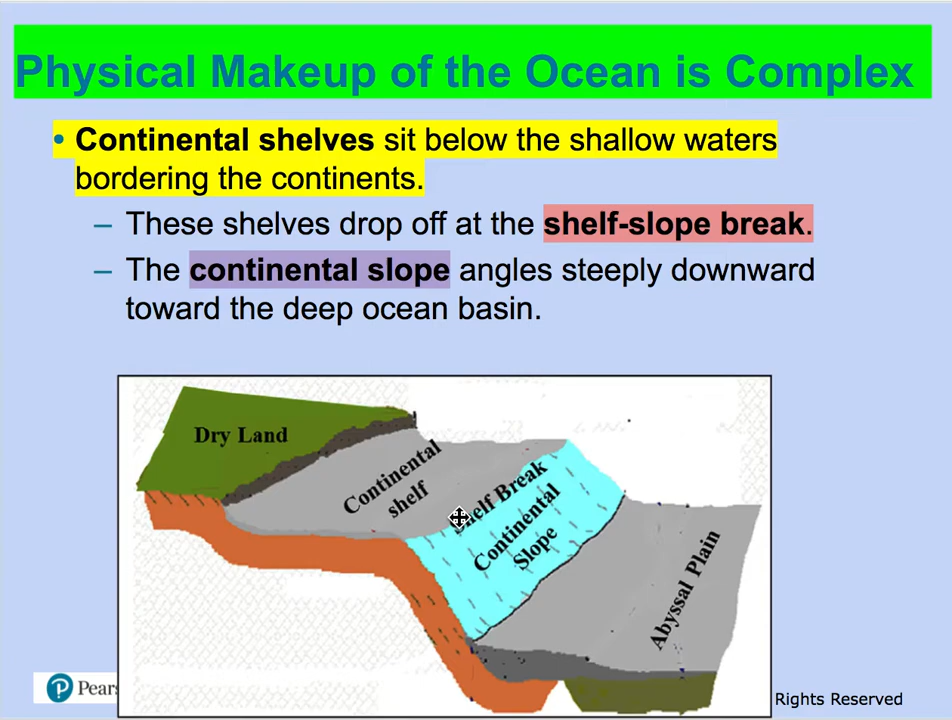 Physical Makeup of the Ocean is Complex
• Continental shelves sit below the shallow waters
bordering the continents.
– These shelves drop off at the shelf-slope break.
– The continental slope angles steeply downward
toward the deep ocean basin.
Dry Land
Continental
shelf
Shelf Break
Continental
Slope
Abyssal Plain
P Pears
Rights Reserved